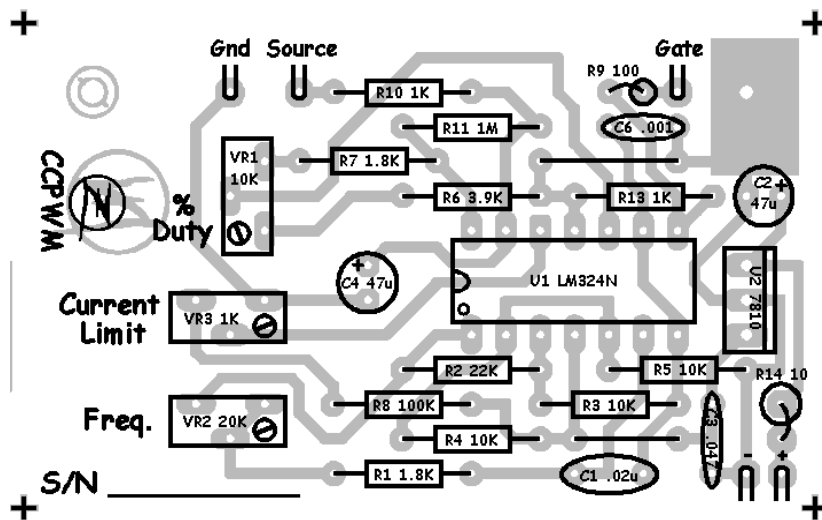 Gnd Source Gate
R9 100
R10 1K
R11 1M
C6 .001
VR1
10K
R7 1.8K
CCPWM
%
Duty
R6 3.9K
R13 1K
C2 +
47u
+
C4 47u
U1 LM324N
U2 7810
Current
Limit
VR3 1K
R2 22K
R5 10K
R14 10
Freq.
VR2 20K
R8 100K
R3 10K
C3 .047
R4 10K
- +
S/N
R1 1.8K
C1 .02u